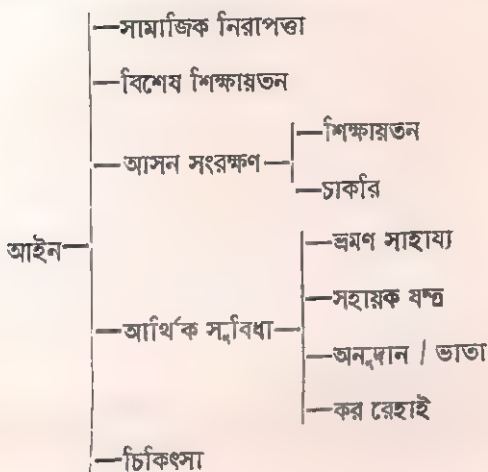 সামাজিক নিরাপত্তা
বিশেষ শিক্ষায়তন
আসন সংরক্ষণ
শিক্ষায়তন
চাকরি
আইন
আর্থিক সুবিধা
ভ্রমণ সাহায্য
সহায়ক যন্ত্র
অনুদান / ভাতা
কর রেহাই
চিকিৎসা